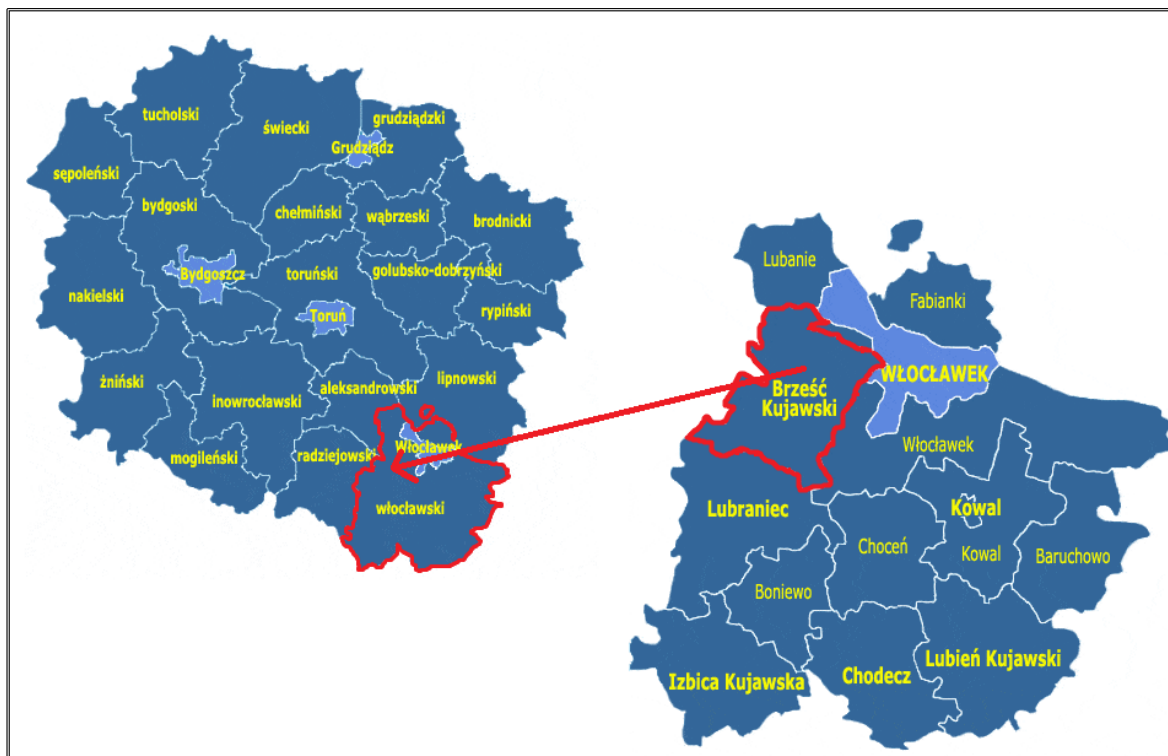 tucholski
świecki
grudziądzki
Grudziądz
sępoleński
bydgoski
chełmiński
wąbrzeski
brodnicki
Bydgoszcz
toruński
golubsko-dobrzyński
nakielski
Toruń
rypiński
żniński
inowrocławski
aleksandrowski
lipnowski
mogileński
radziejowski
Włocławek
włocławski
Lubanie
Fabianki
WŁOCŁAWEK
Brześć
Kujawski
Włocławek
Lubraniec
Kowal
Choceń
Kowal
Baruchowo
Boniewo
Izbica Kujawska
Chodecz
Lubień Kujawski